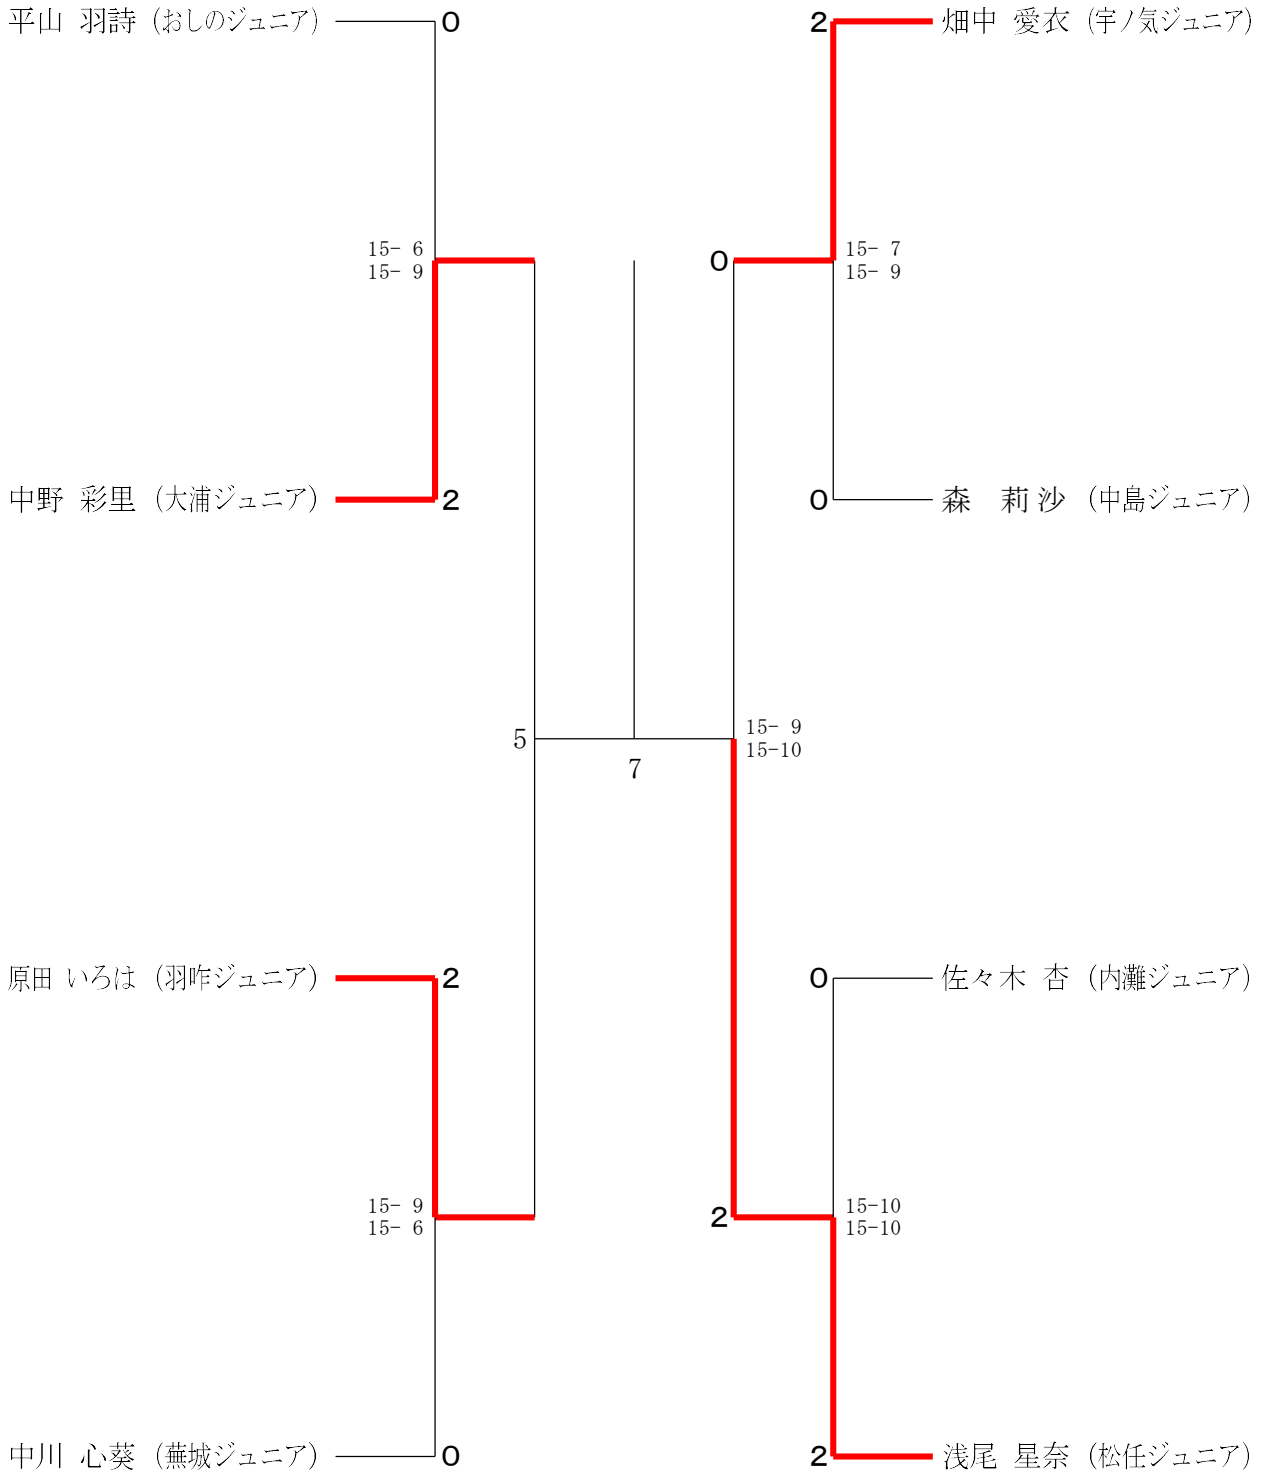 平山 羽詩 (おしのジュニア) 0
2 畑中 愛衣 (宇ノ気ジュニア)
15- 6
15- 9
0
15- 7
15- 9
中野 彩里 (大浦ジュニア) 2
0 森 莉沙 (中島ジュニア)
5
7
15- 9
15-10
原田 いろは (羽咋ジュニア) 2
0 佐々木 杏 (内灘ジュニア)
15- 9
15- 6
2
15-10
15-10
中川 心葵 (蕪城ジュニア) 0
2 浅尾 星奈 (松任ジュニア)